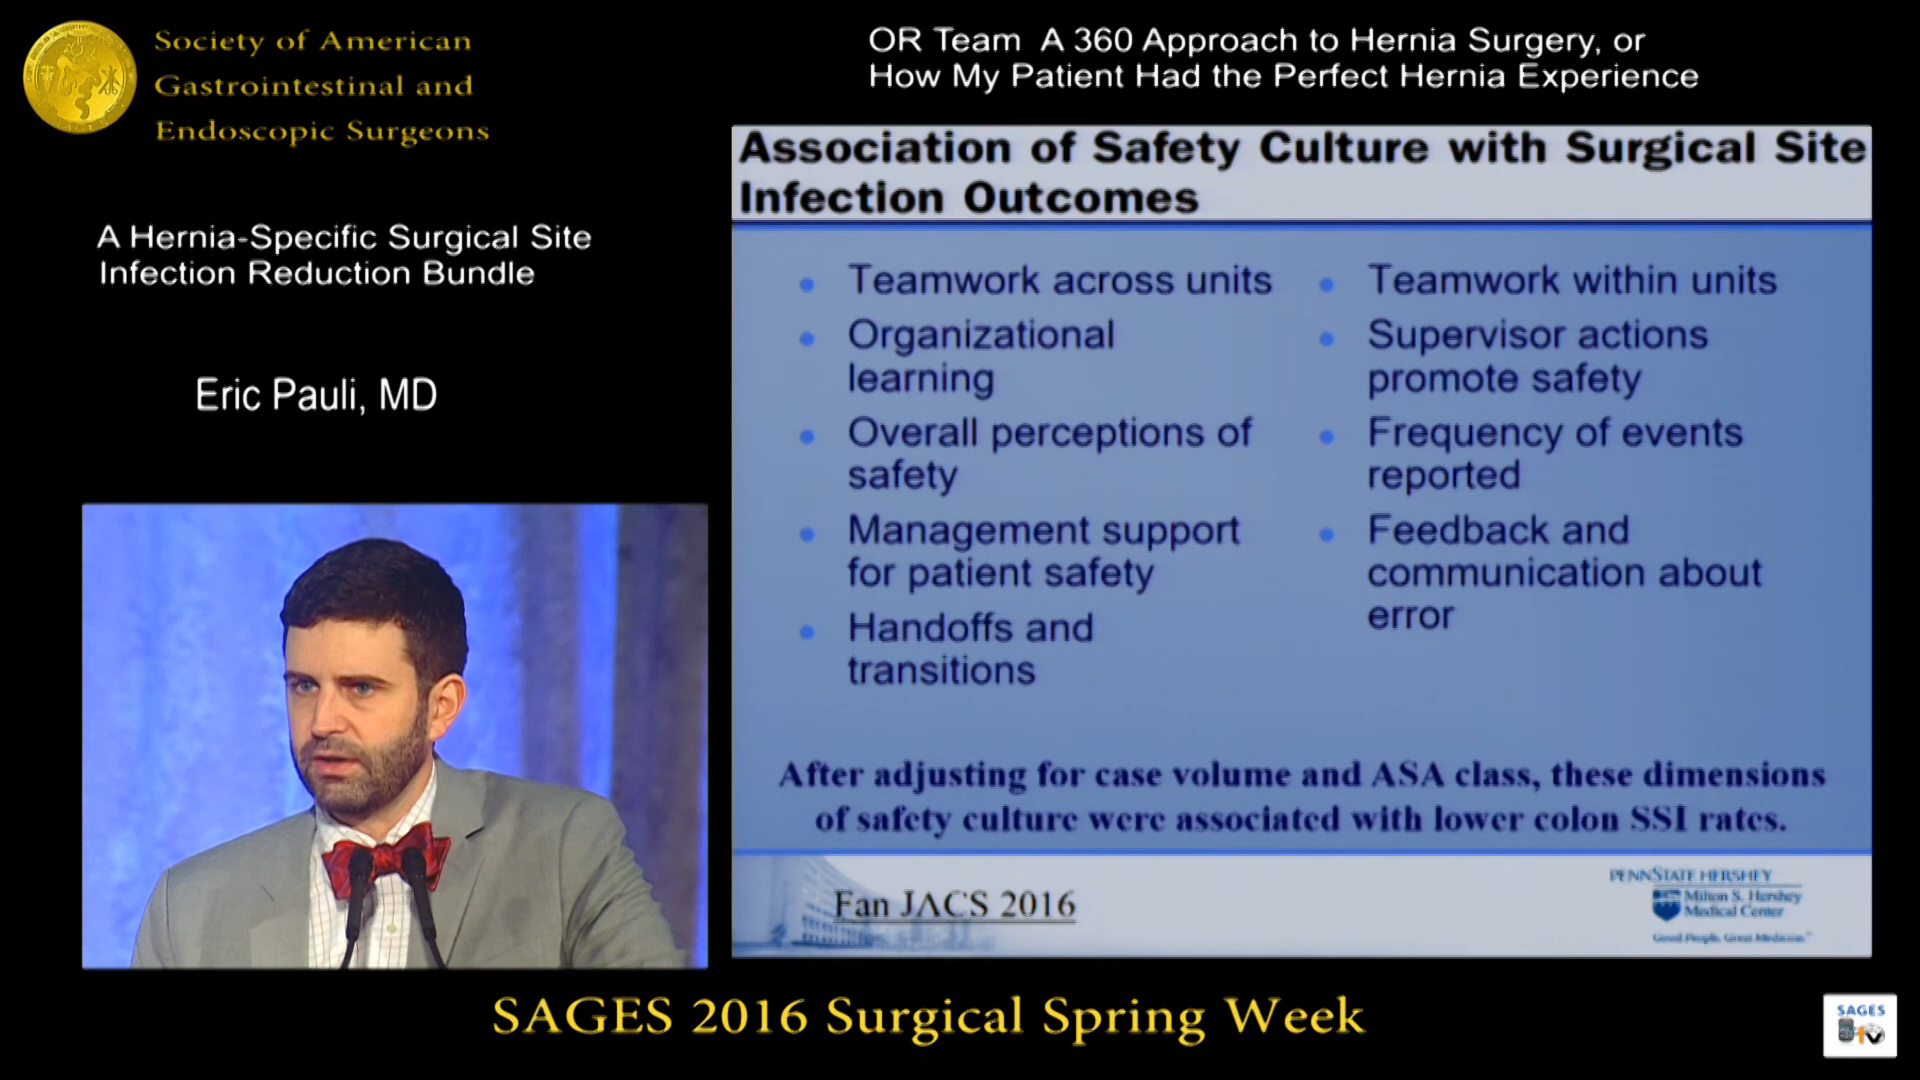 Society of American
Gastrointestinal and
Endoscopic Surgeons
OR Team A 360 Approach to Hernia Surgery, or
How My Patient Had the Perfect Hernia Experience
A Hernia-Specific Surgical Site
Infection Reduction Bundle
Eric Pauli, MD
Association of Safety Culture with Surgical Site
Infection Outcomes
Teamwork across units
Organizational
learning
Overall perceptions of
safety
Management support
for patient safety
Handoffs and
transitions
Teamwork within units
Supervisor actions
promote safety
Frequency of events
reported
Feedback and
communication about
error
After adjusting for case volume and ASA class, these dimensions
of safety culture were associated with lower colon SSI rates.
Fan JACS 2016
PENNSTATE HERSHEY
Milton S. Hershey
Medical Center
Good People. Great Medicine.
SAGES 2016 Surgical Spring Week
SAGES
tv